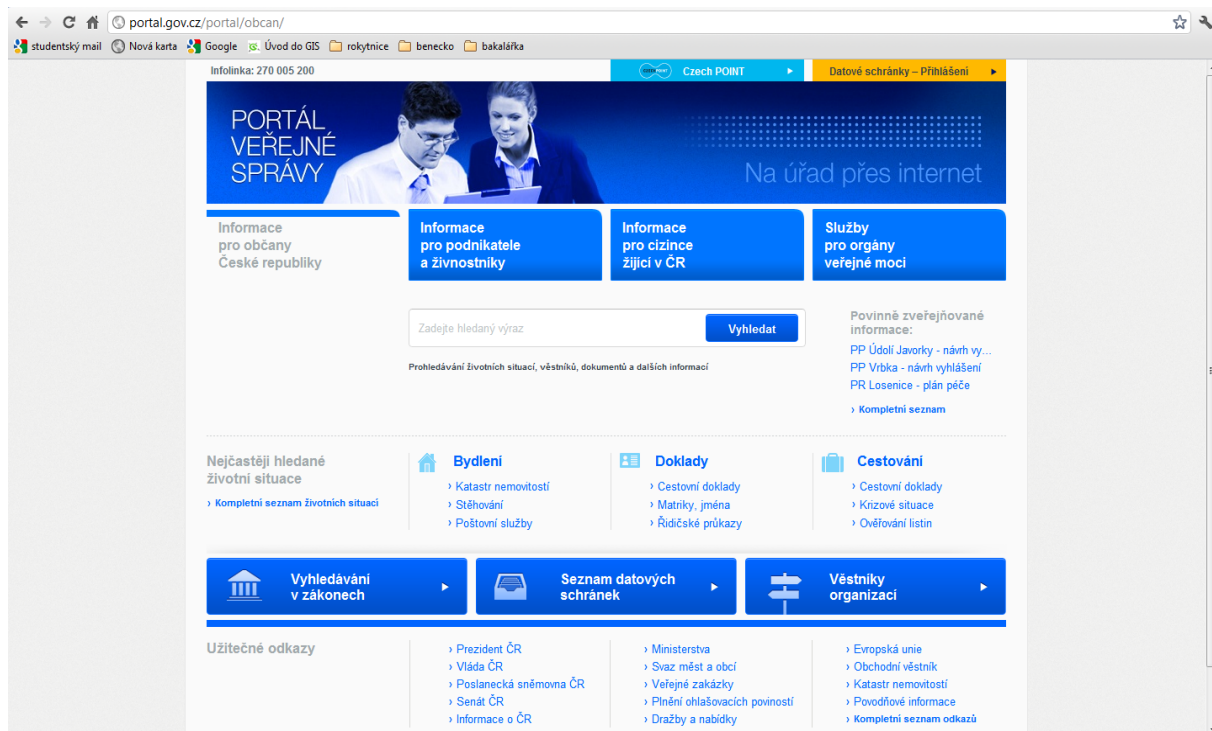 portal.gov.cz/portal/obcan/
studentský mail Nová karta Google Úvod do GIS rokytnice benecko bakalářka
Infolinka: 270 005 200
Czech POINT
Datové schránky – Přihlášení
PORTÁL
VEŘEJNÉ
SPRÁVY
Na úřad přes internet
Informace
pro občany
České republiky
Informace
pro podnikatele
a živnostníky
Informace
pro cizince
žijící v ČR
Služby
pro orgány
veřejné moci
Zadejte hledaný výraz
Vyhledat
Prohledávání životních situací, věstníků, dokumentů a dalších informací
Povinně zveřejňované
informace:
PP Údolí Javorky - návrh vy...
PP Vrbka - návrh vyhlášení
PR Losenice - plán péče
› Kompletní seznam
Nejčastěji hledané
životní situace
› Kompletní seznam životních situací
Bydlení
› Katastr nemovitostí
› Stěhování
› Poštovní služby
Doklady
› Cestovní doklady
› Matriky, jména
› Řidičské průkazy
Cestování
› Cestovní doklady
› Krizové situace
› Ověřování listin
Vyhledávání
v zákonech
Seznam datových
schránek
Věstníky
organizací
Užitečné odkazy
› Prezident ČR
› Vláda ČR
› Poslanecká sněmovna ČR
› Senát ČR
› Informace o ČR
› Ministerstva
› Svaz měst a obcí
› Veřejné zakázky
› Plnění ohlašovacích povinností
› Dražby a nabídky
› Evropská unie
› Obchodní věstník
› Katastr nemovitostí
› Povodňové informace
› Kompletní seznam odkazů